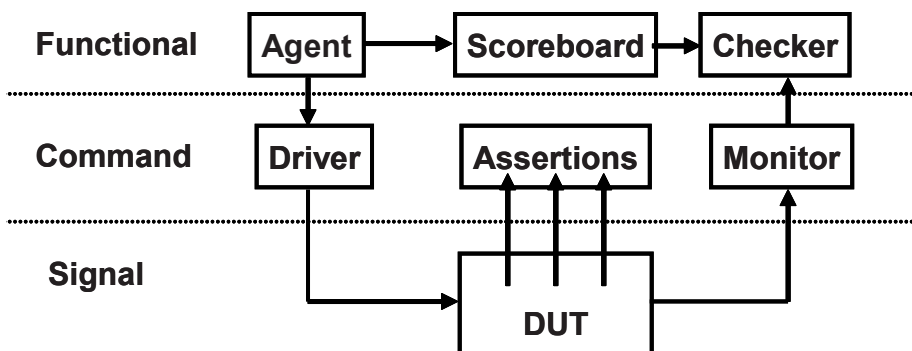 Functional Agent Scoreboard Checker
Command Driver Assertions Monitor
Signal
DUT